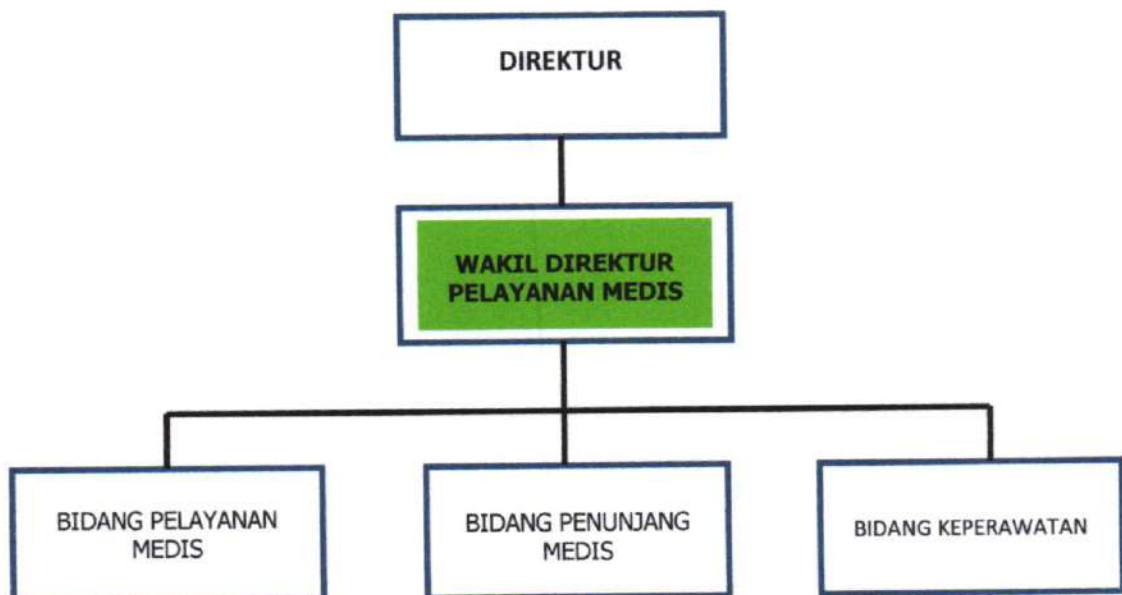 DIREKTUR
WAKIL DIREKTUR
PELAYANAN MEDIS
BIDANG PELAYANAN
MEDIS
BIDANG PENUNJANG
MEDIS
BIDANG KEPERAWATAN